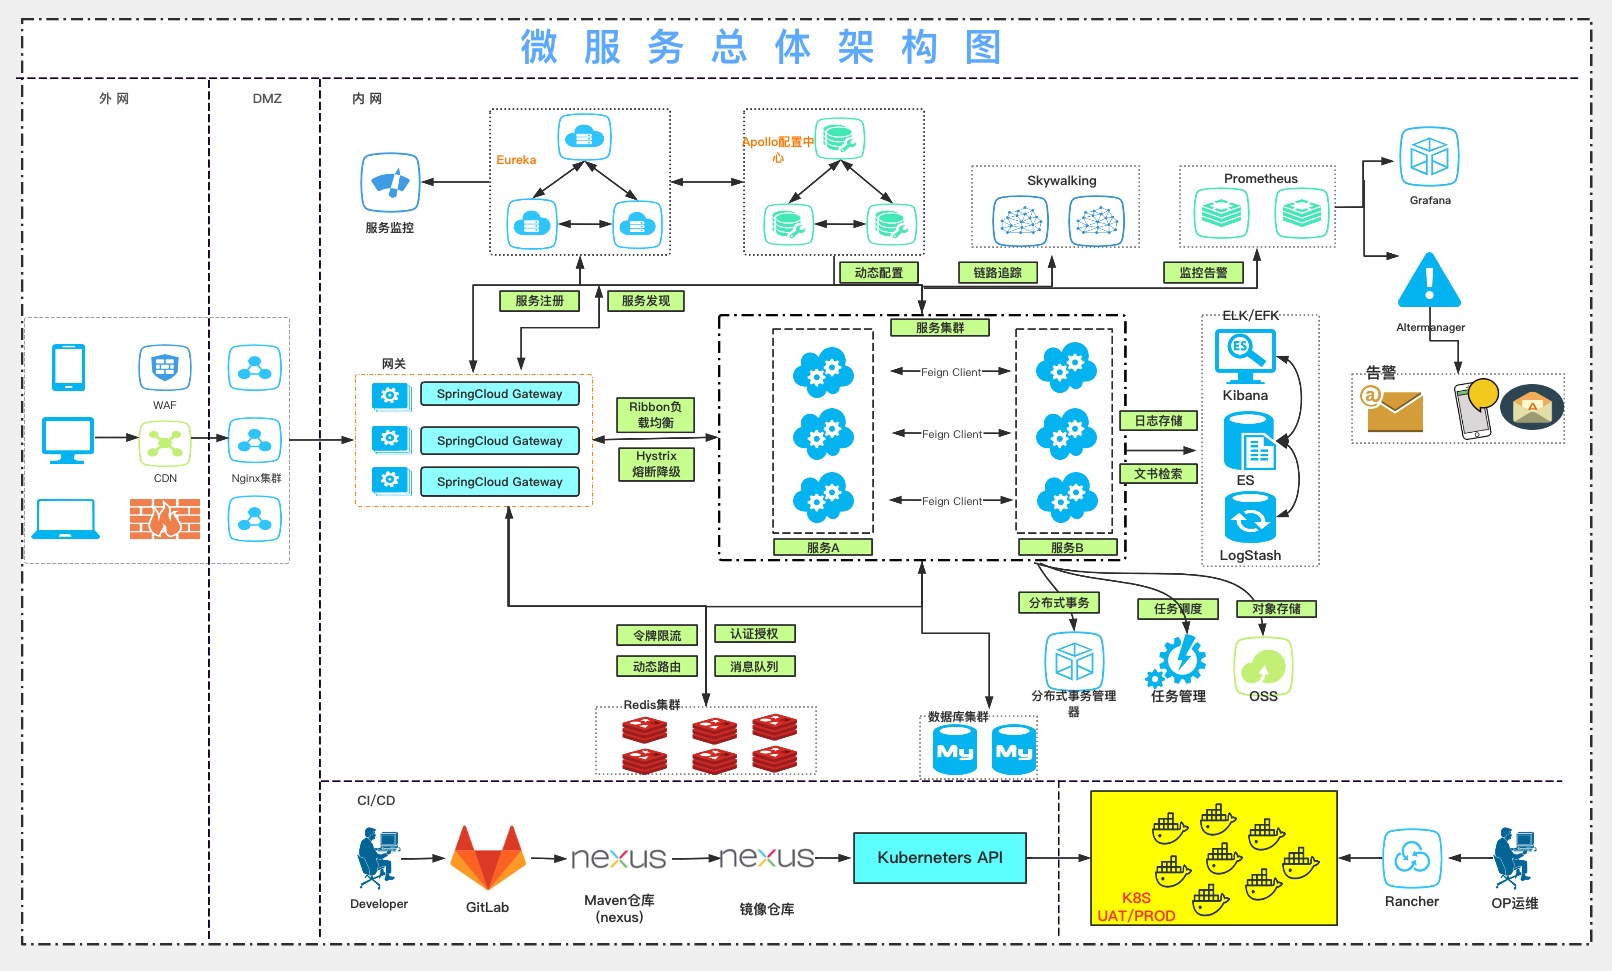 微服务总体架构图
外 网
DMZ
内 网
Eureka
Apollo配置中
心
服务监控
Skywalking
Prometheus
Grafana
动态配置
链路追踪
监控告警
服务注册
服务发现
Altermanager
告警
@
网关
SpringCloud Gateway
SpringCloud Gateway
SpringCloud Gateway
WAF
CDN
Nginx集群
Ribbon负
载均衡
Hystrix
熔断降级
服务集群
Feign Client
Feign Client
Feign Client
服务A
服务B
日志存储
文书检索
ELK/EFK
ES
Kibana
ES
LogStash
令牌限流
认证授权
动态路由
消息队列
分布式事务
任务调度
对象存储
分布式事务管理
器
任务管理
OSS
Redis集群
数据库集群
My
My
CI/CD
Developer
GitLab
nexus
Maven仓库
(nexus)
nexus
镜像仓库
Kuberneters API
K8S
UAT/PROD
Rancher
OP运维